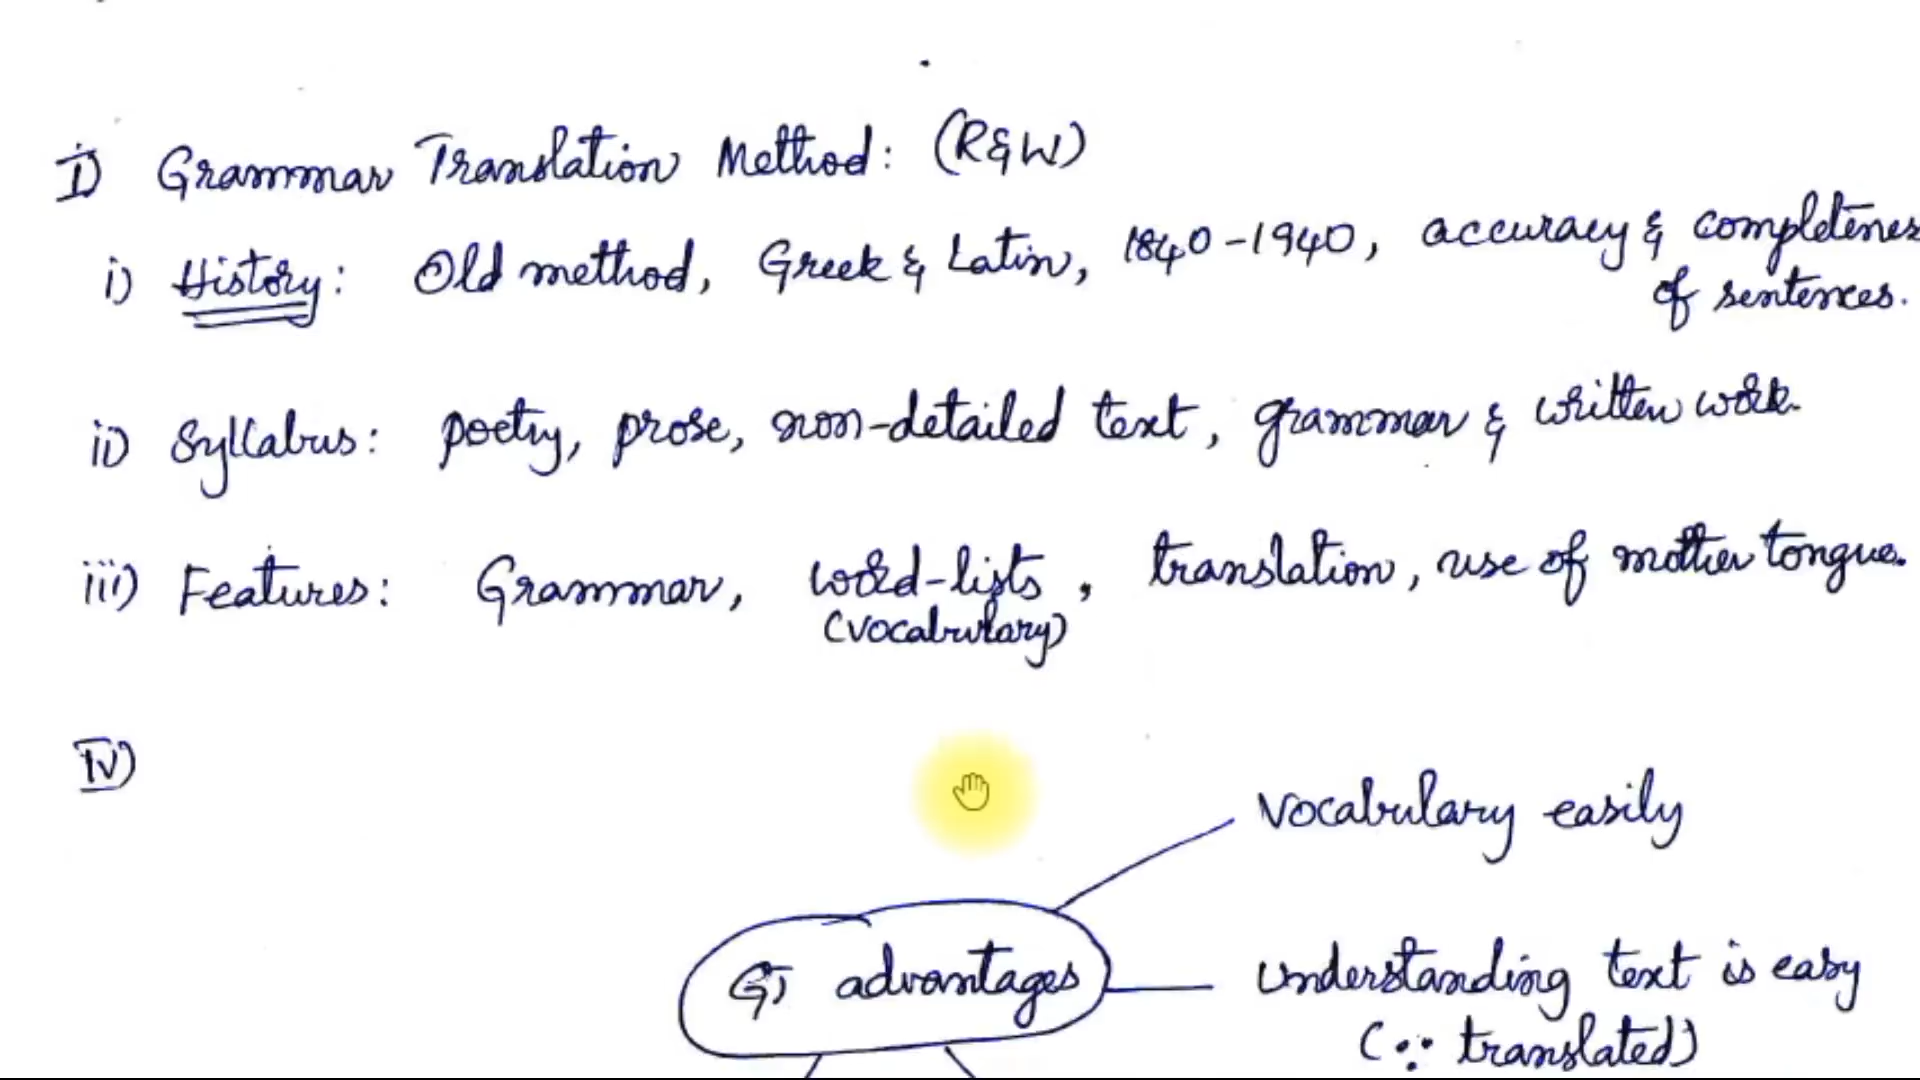 I) Grammar Translation Method: (R&W)
i) History: Old method, Greek & Latin, 1840-1940, accuracy & completenes
of sentences.
ii) Syllabus: poetry, prose, non-detailed text, grammar & written work.
iii) Features: Grammar, word-lists, translation, use of mother tongue.
(vocabulary)
IV)
Vocabulary easily
GT advantages
understanding text is easy
(∵ translated)